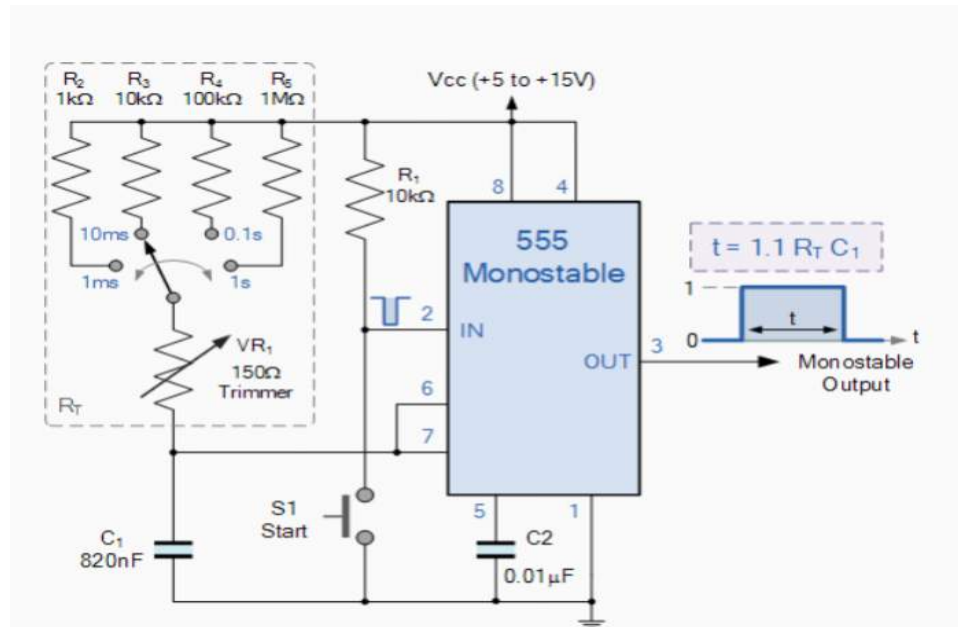 R₂ R₃ R₄ R₅
1kΩ 10kΩ 100kΩ 1MΩ
Vcc (+5 to +15V)
R₁
10kΩ
8 4
10ms 0.1s
1ms 1s
555
Monostable
t = 1.1 R_T C₁
1
t
0 t
2 IN
VR₁
150Ω
Trimmer
R_T
OUT 3
Monostable
Output
6
7
S1
Start
5 1
C₁
820nF
C2
0.01µF